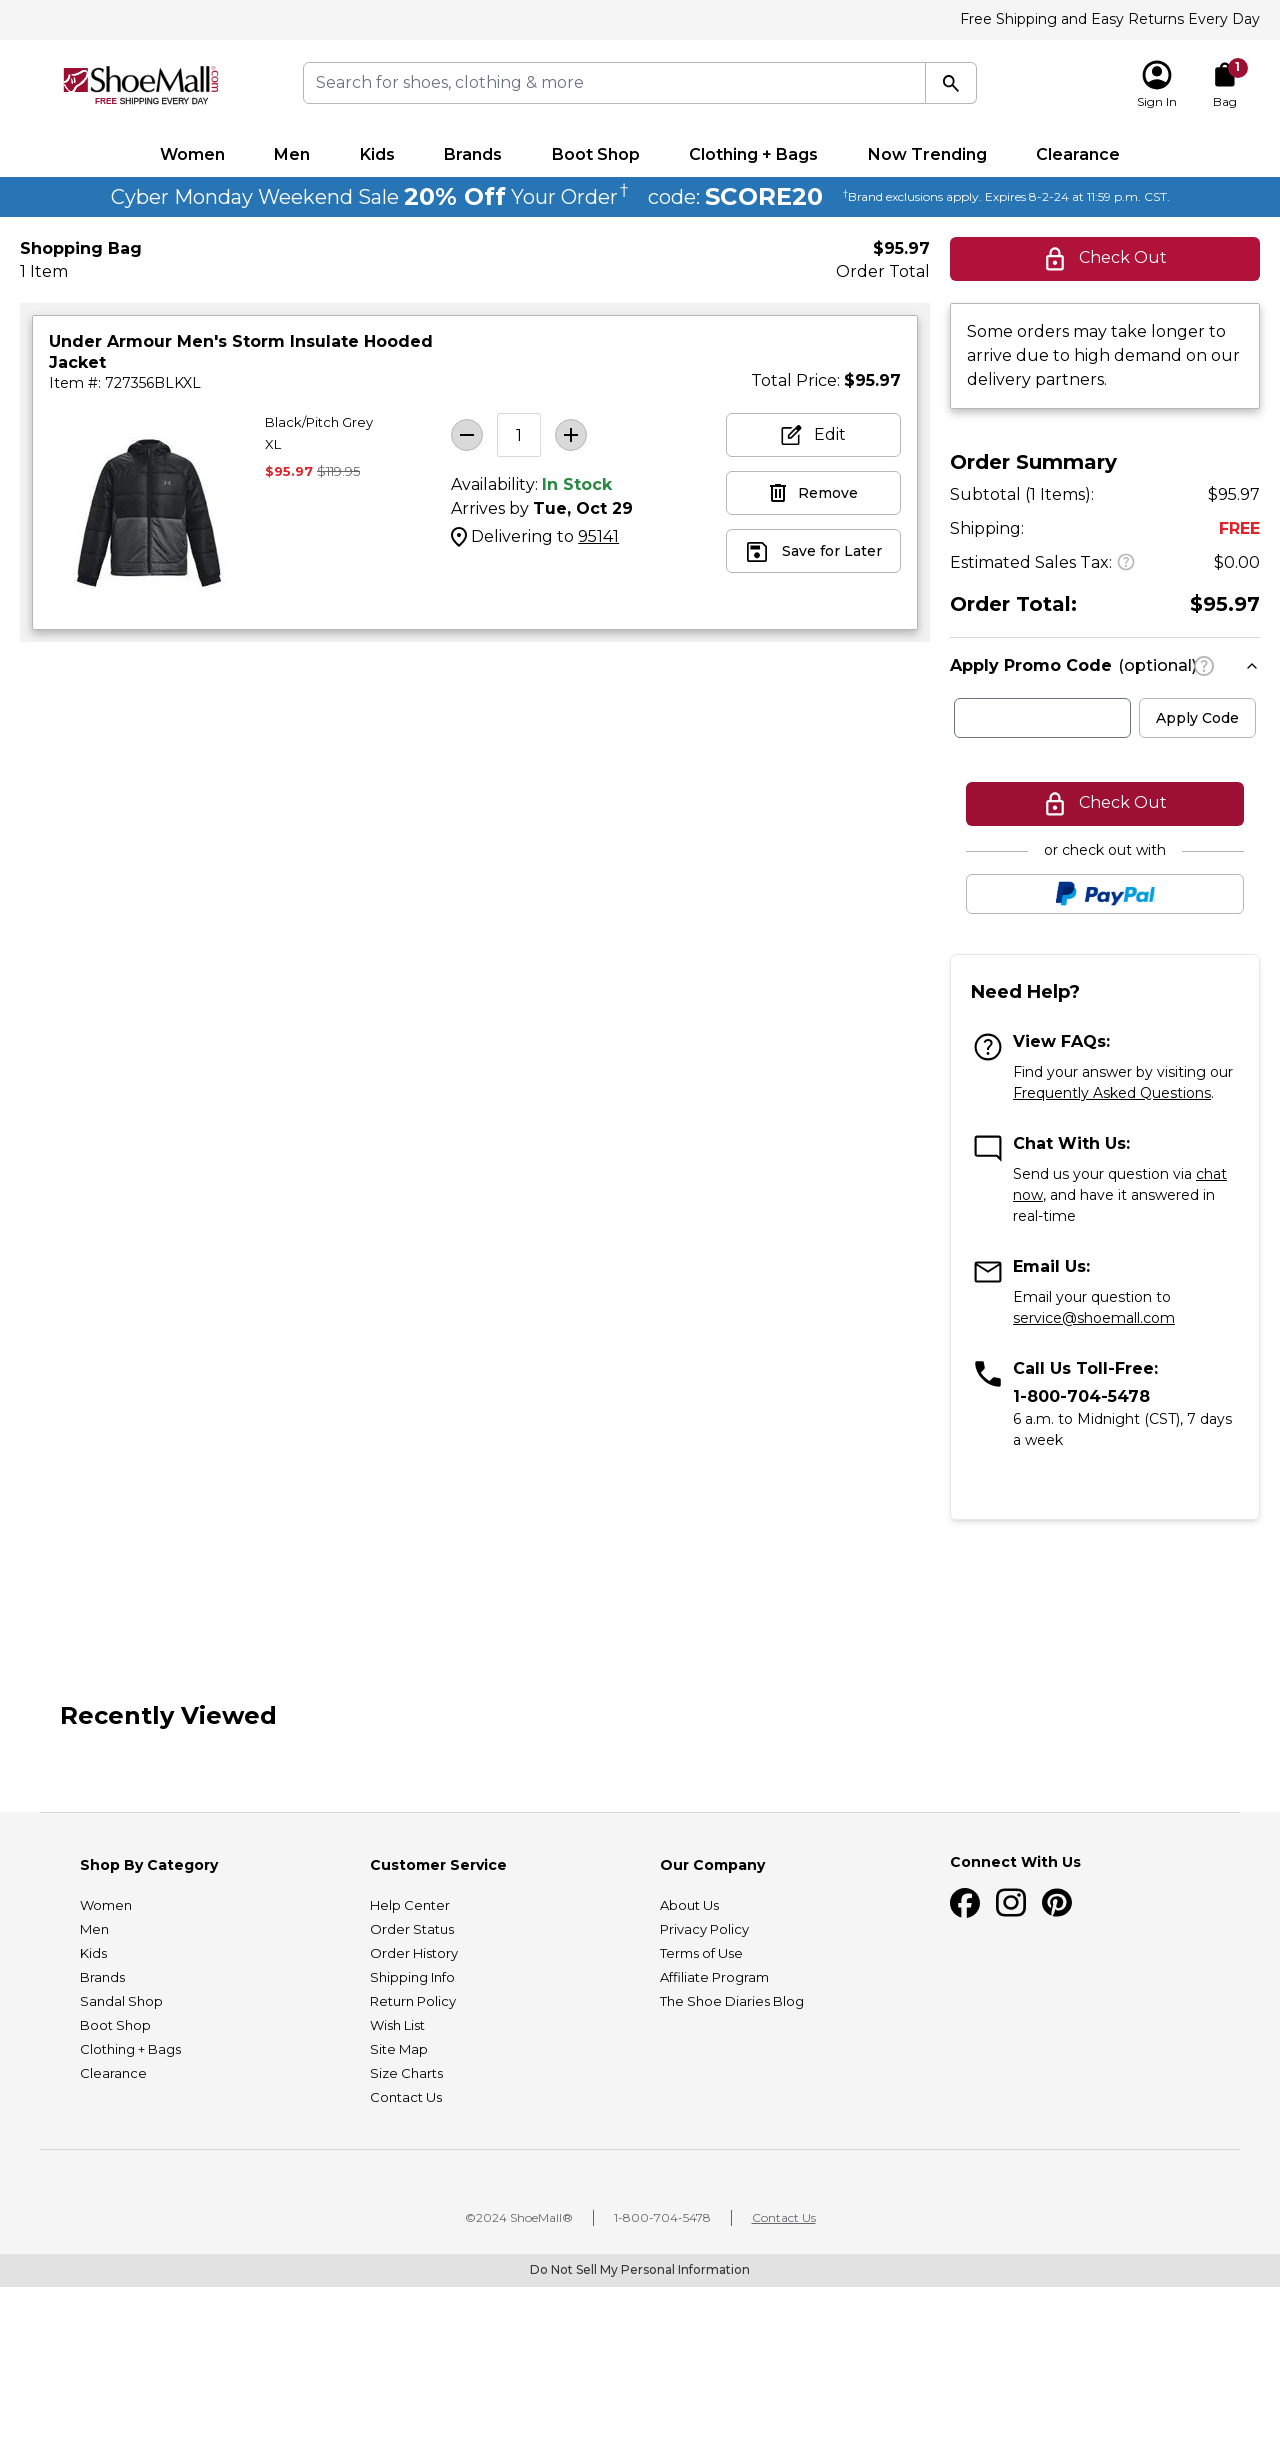 Free Shipping and Easy Returns Every Day
ShoeMall.com
FREE SHIPPING EVERY DAY
Search for shoes, clothing & more
Sign In
1
Bag
Women Men Kids Brands Boot Shop Clothing + Bags Now Trending Clearance
Cyber Monday Weekend Sale 20% Off Your Order† code: SCORE20 †Brand exclusions apply. Expires 8-2-24 at 11:59 p.m. CST.
Shopping Bag
1 Item
$95.97
Order Total
Under Armour Men's Storm Insulate Hooded
Jacket
Item #: 727356BLKXL
Total Price: $95.97
Black/Pitch Grey
XL
$95.97 $119.95
1
Availability: In Stock
Arrives by Tue, Oct 29
Delivering to 95141
Edit
Remove
Save for Later
Check Out
Some orders may take longer to
arrive due to high demand on our
delivery partners.
Order Summary
Subtotal (1 Items): $95.97
Shipping: FREE
Estimated Sales Tax: ? $0.00
Order Total: $95.97
Apply Promo Code (optional) ?
Apply Code
Check Out
or check out with
PayPal
Need Help?
View FAQs:
Find your answer by visiting our
Frequently Asked Questions.
Chat With Us:
Send us your question via chat
now, and have it answered in
real-time
Email Us:
Email your question to
service@shoemall.com
Call Us Toll-Free:
1-800-704-5478
6 a.m. to Midnight (CST), 7 days
a week
Recently Viewed
Shop By Category
Women
Men
Kids
Brands
Sandal Shop
Boot Shop
Clothing + Bags
Clearance
Customer Service
Help Center
Order Status
Order History
Shipping Info
Return Policy
Wish List
Site Map
Size Charts
Contact Us
Our Company
About Us
Privacy Policy
Terms of Use
Affiliate Program
The Shoe Diaries Blog
Connect With Us
©2024 ShoeMall® 1-800-704-5478 Contact Us
Do Not Sell My Personal Information